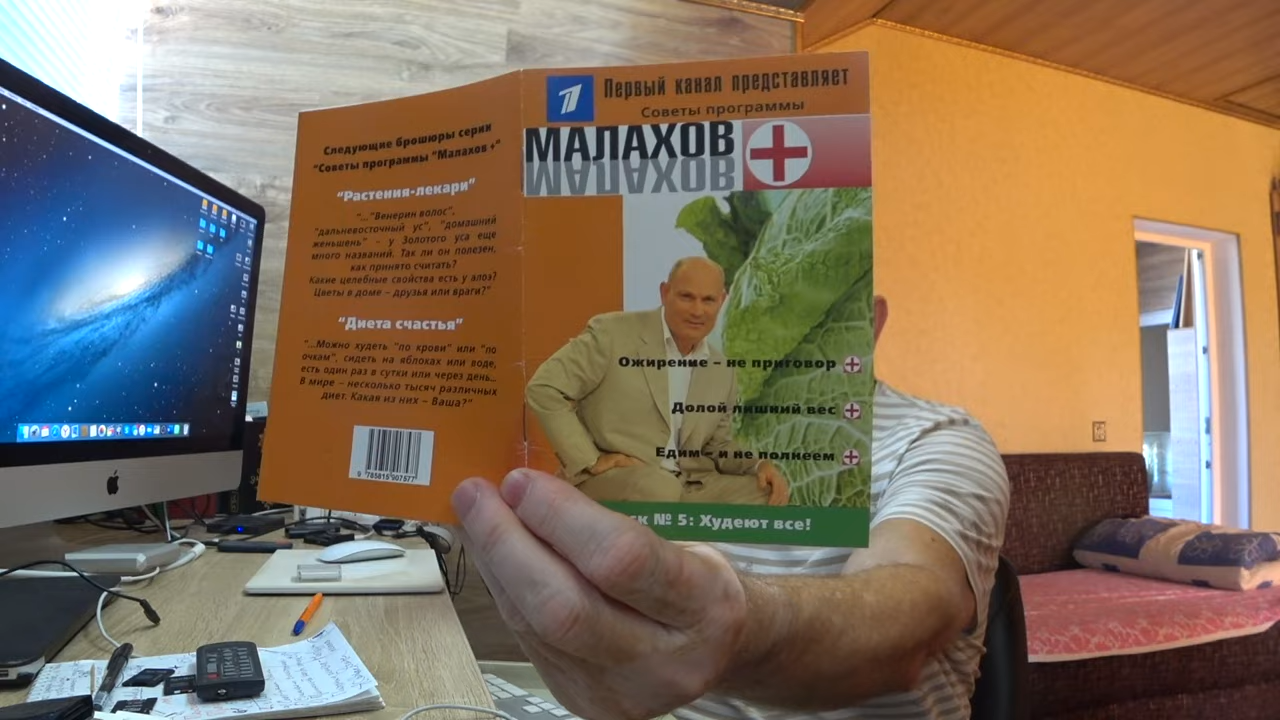 Следующие брошюры серии
"Советы программы "Малахов +"
"Растения-лекари"
"..."Венерин волос",
"дальневосточный ус", "домашний
женьшень" – у Золотого уса еще
много названий. Так ли он полезен,
как принято считать?
Какие целебные свойства есть у алоэ?
Цветы в доме – друзья или враги?"
"Диета счастья"
"...Можно худеть "по крови" или "по
очкам", сидеть на яблоках или воде,
есть один раз в сутки или через день...
В мире – несколько тысяч различных
диет. Какая из них – Ваша?"
9 785815 907577
1 Первый канал представляет
Советы программы
МАЛАХОВ
Ожирение – не приговор
Долой лишний вес
Едим – и не полнеем
№ 5: Худеют все!